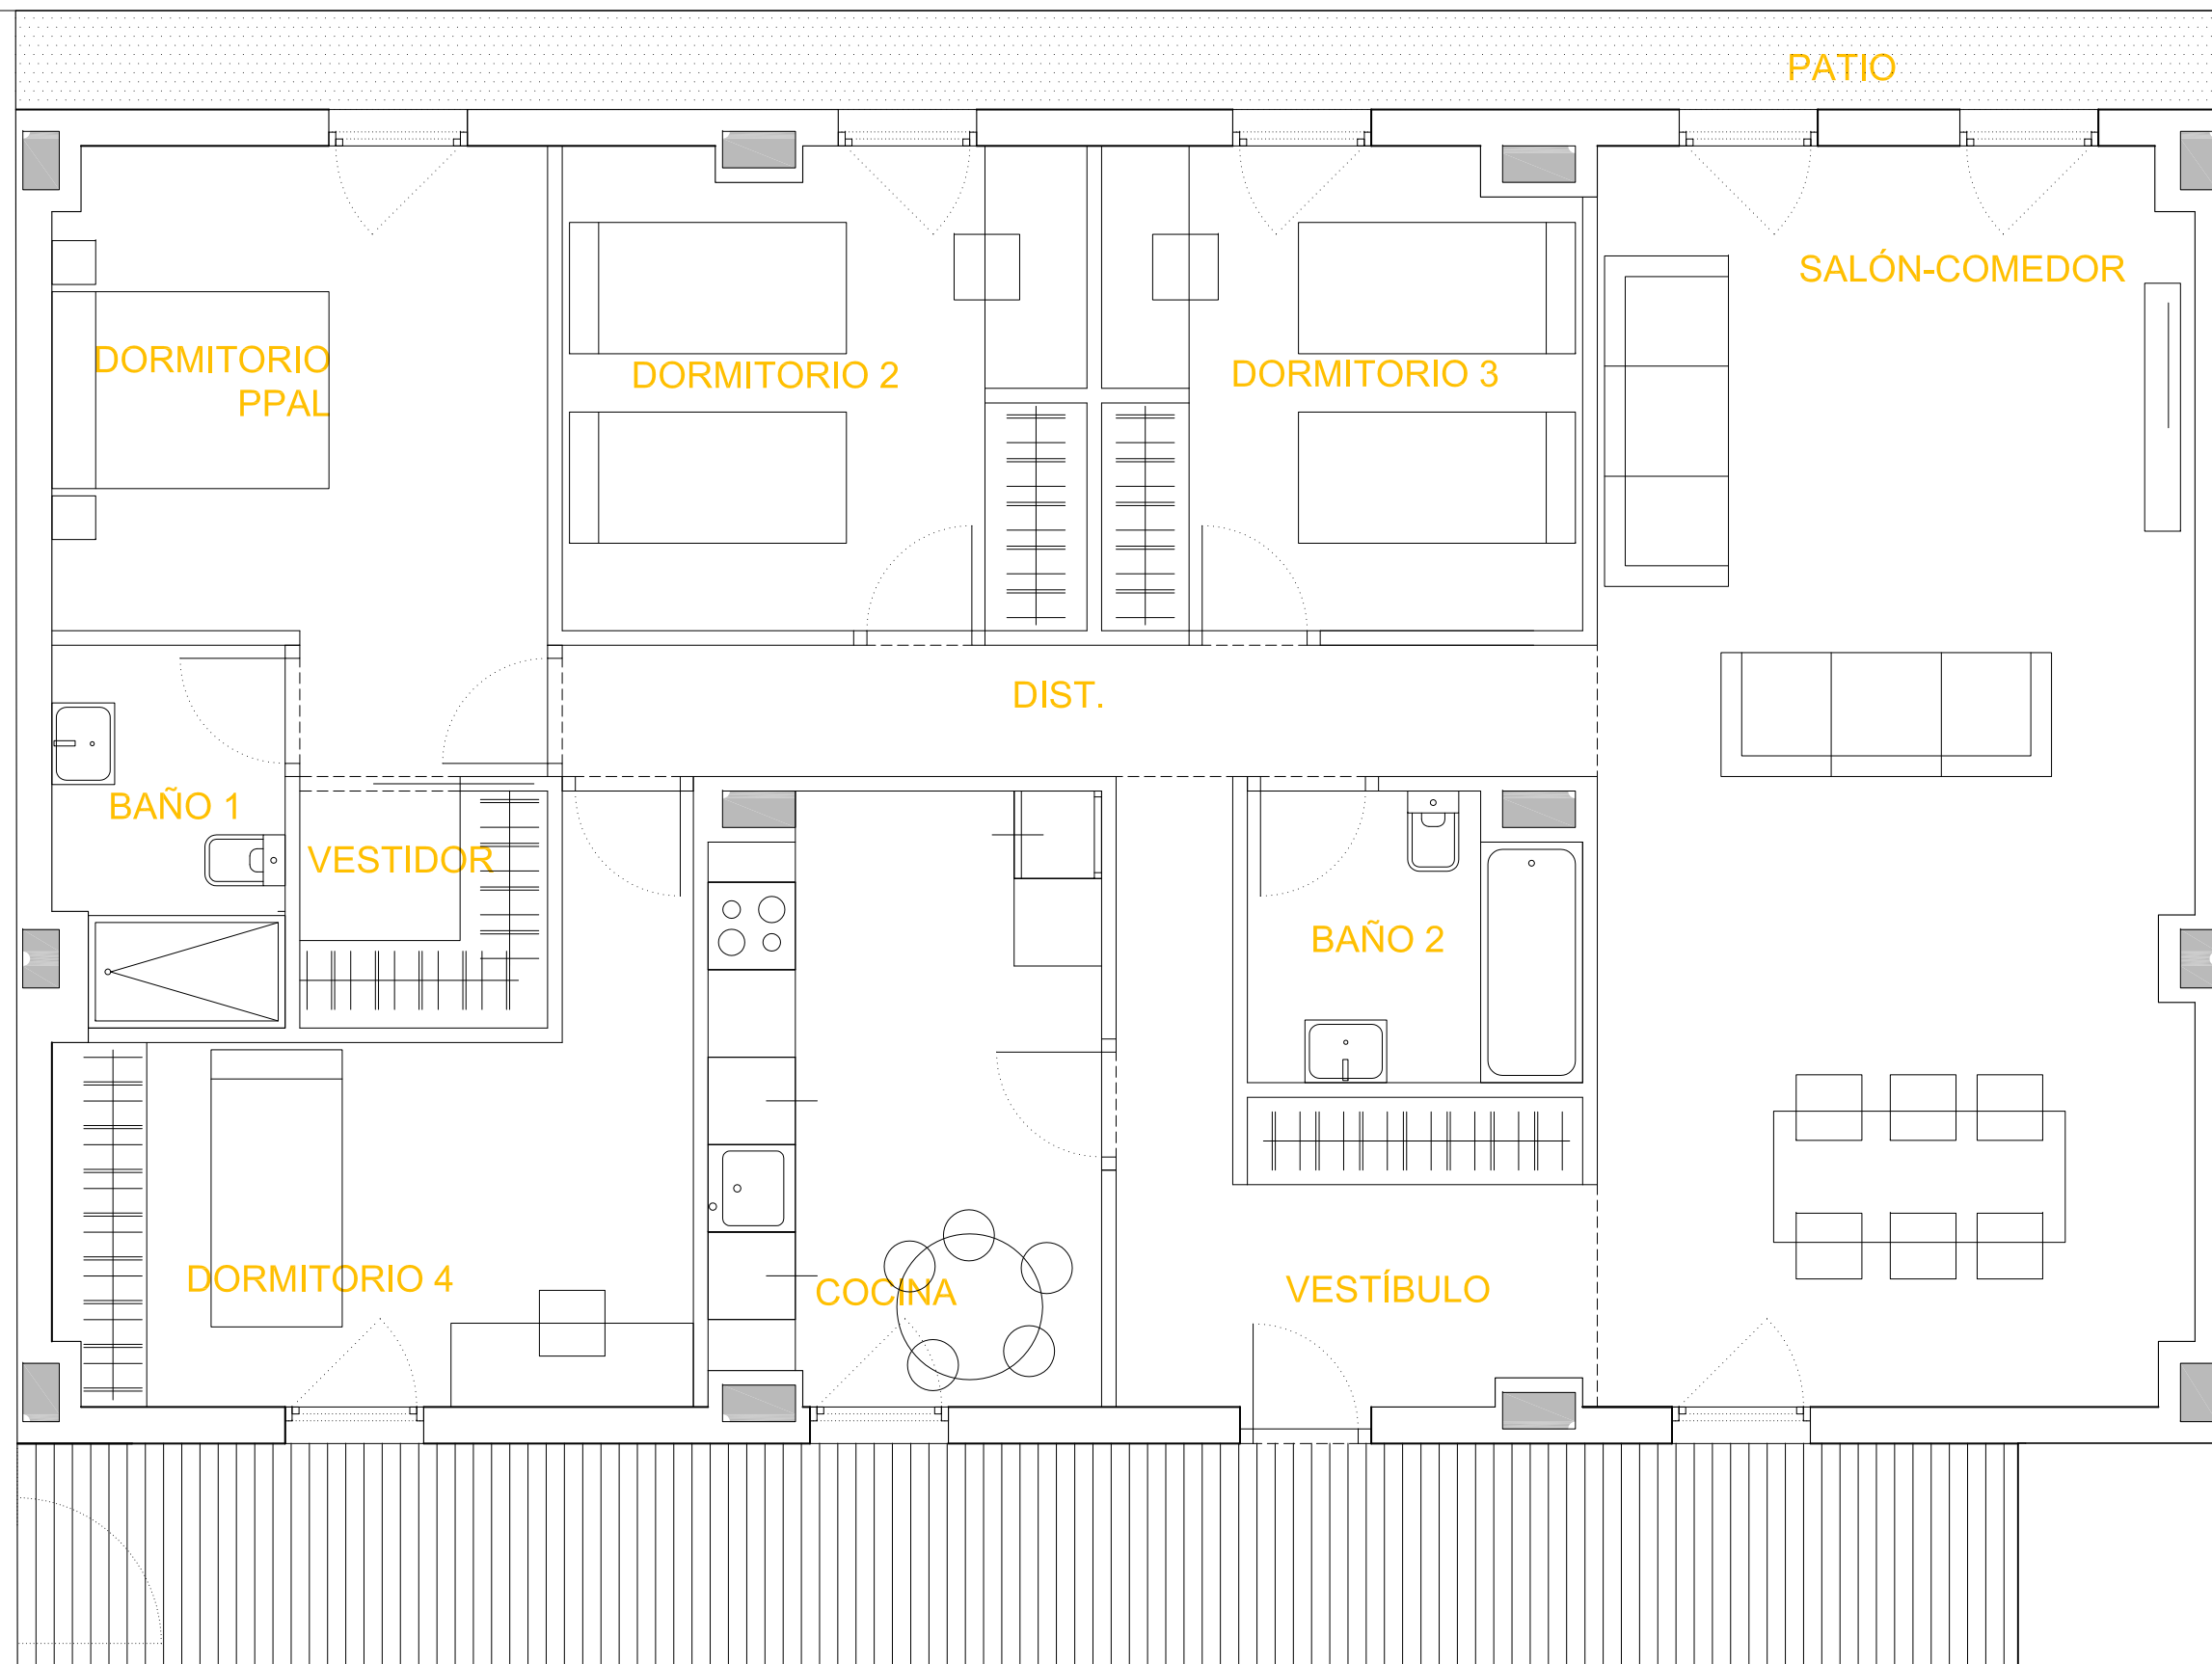 PATIO
SALÓN-COMEDOR
DORMITORIO
PPAL
DORMITORIO 2
DORMITORIO 3
DIST.
BAÑO 1
VESTIDOR
BAÑO 2
DORMITORIO 4
COCINA
VESTÍBULO